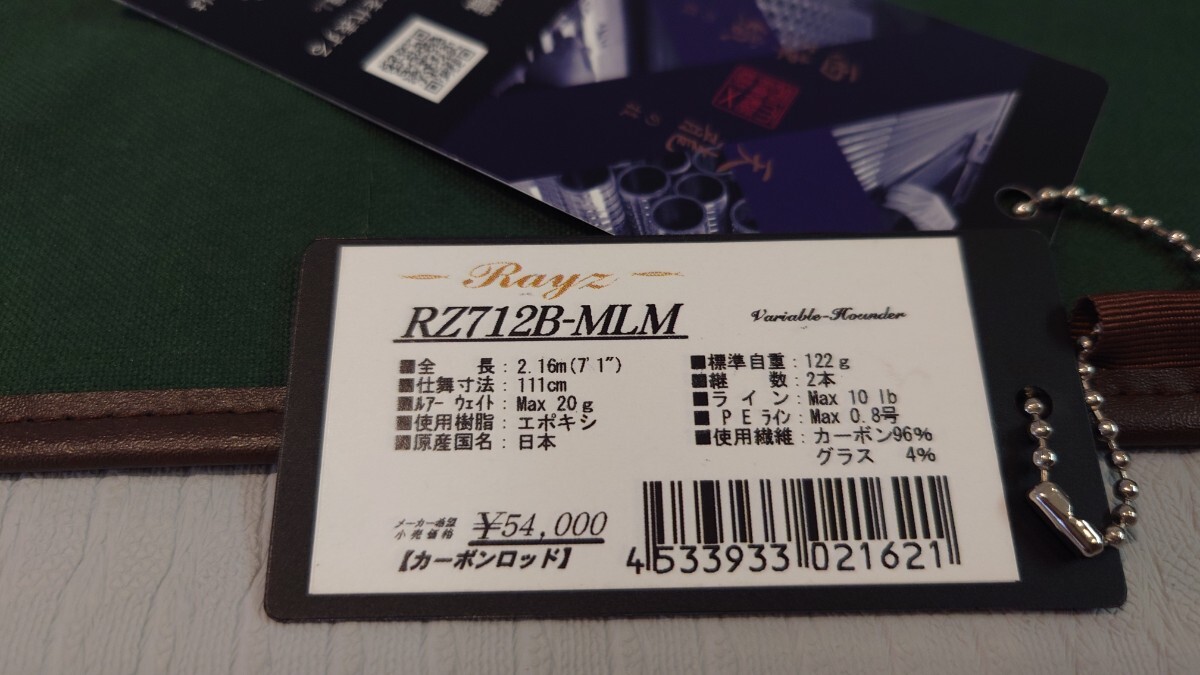 天龍の技
Rayz
RZ712B-MLM
Variable-Hounder
■全 長：2.16m(7'1")
■仕舞寸法：111cm
■ルアー ウェイト：Max 20g
■使用樹脂：エポキシ
■原産国名：日本
■標準自重：122g
■継 数：2本
■ライン：Max 10 lb
■ＰＥライン：Max 0.8号
■使用繊維：カーボン96%
グラス 4%
メーカー希望
小売価格
¥54,000
【カーボンロッド】
4533933021621